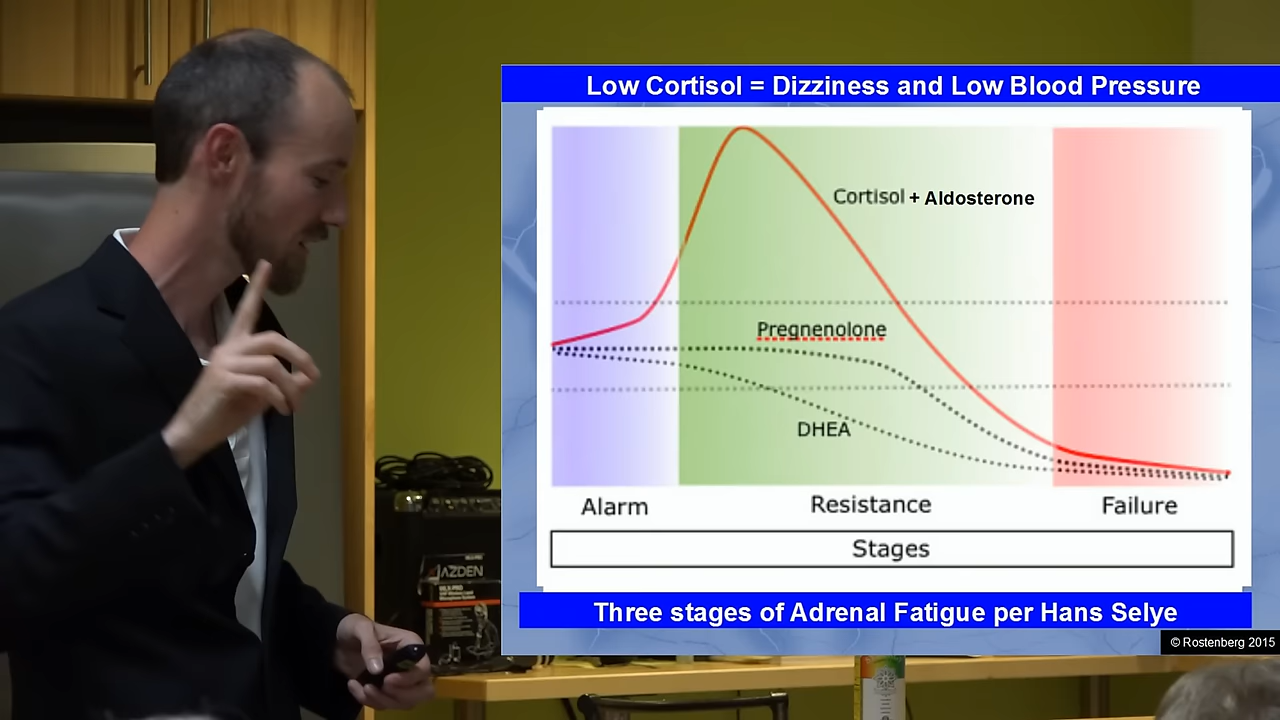 Low Cortisol = Dizziness and Low Blood Pressure
Cortisol + Aldosterone
Pregnenolone
DHEA
Alarm
Resistance
Failure
Stages
Three stages of Adrenal Fatigue per Hans Selye
© Rostenberg 2015
AZDEN